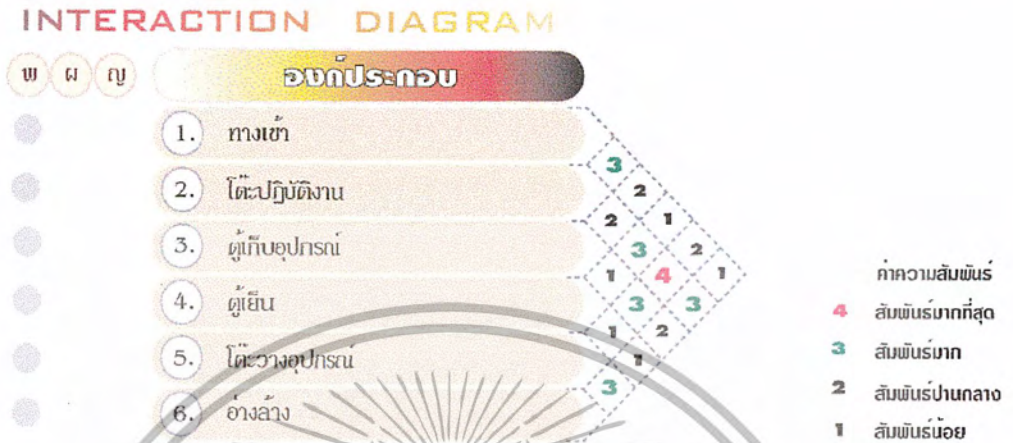 INTERACTION DIAGRAM
พ ผ ญ องค์ประกอบ
1. ทางเข้า
2. โต๊ะปฏิบัติงาน
3. ตู้เก็บอุปกรณ์
4. ตู้เย็น
5. โต๊ะวางอุปกรณ์
6. อ่างล้าง
3
2
2 1
3 2
1 4 1
3 3
1 2
1
3
ค่าความสัมพันธ์
4 สัมพันธ์มากที่สุด
3 สัมพันธ์มาก
2 สัมพันธ์ปานกลาง
1 สัมพันธ์น้อย